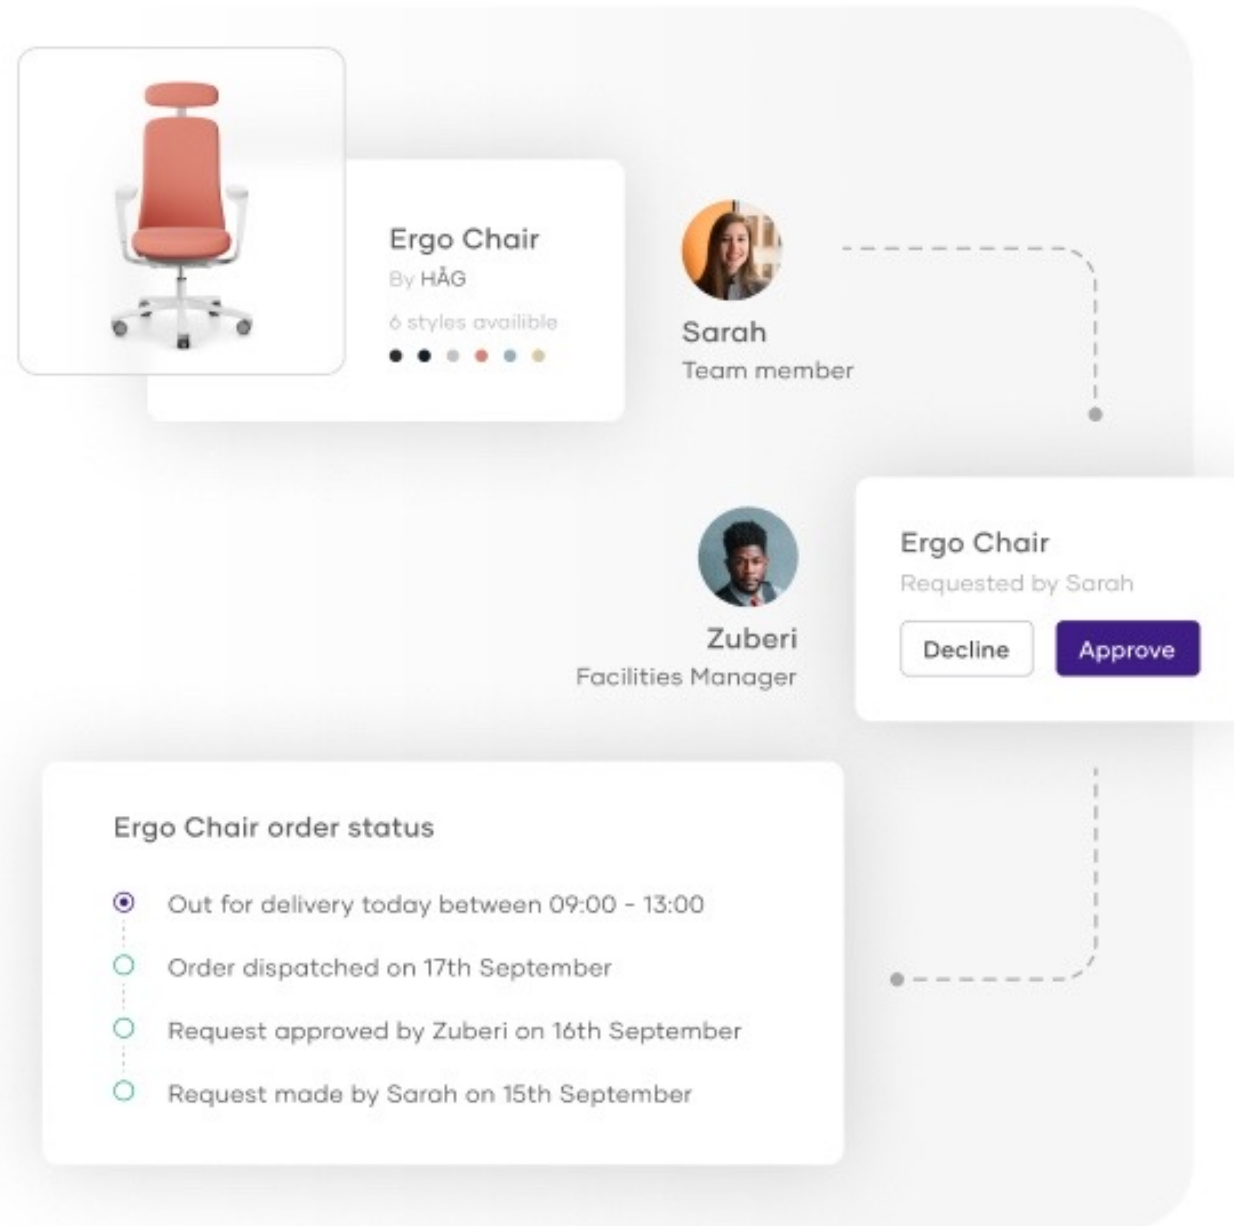 Ergo Chair
By HÅG
6 styles availible
Sarah
Team member
Zuberi
Facilities Manager
Ergo Chair
Requested by Sarah
Decline
Approve
Ergo Chair order status
Out for delivery today between 09:00 - 13:00
Order dispatched on 17th September
Request approved by Zuberi on 16th September
Request made by Sarah on 15th September